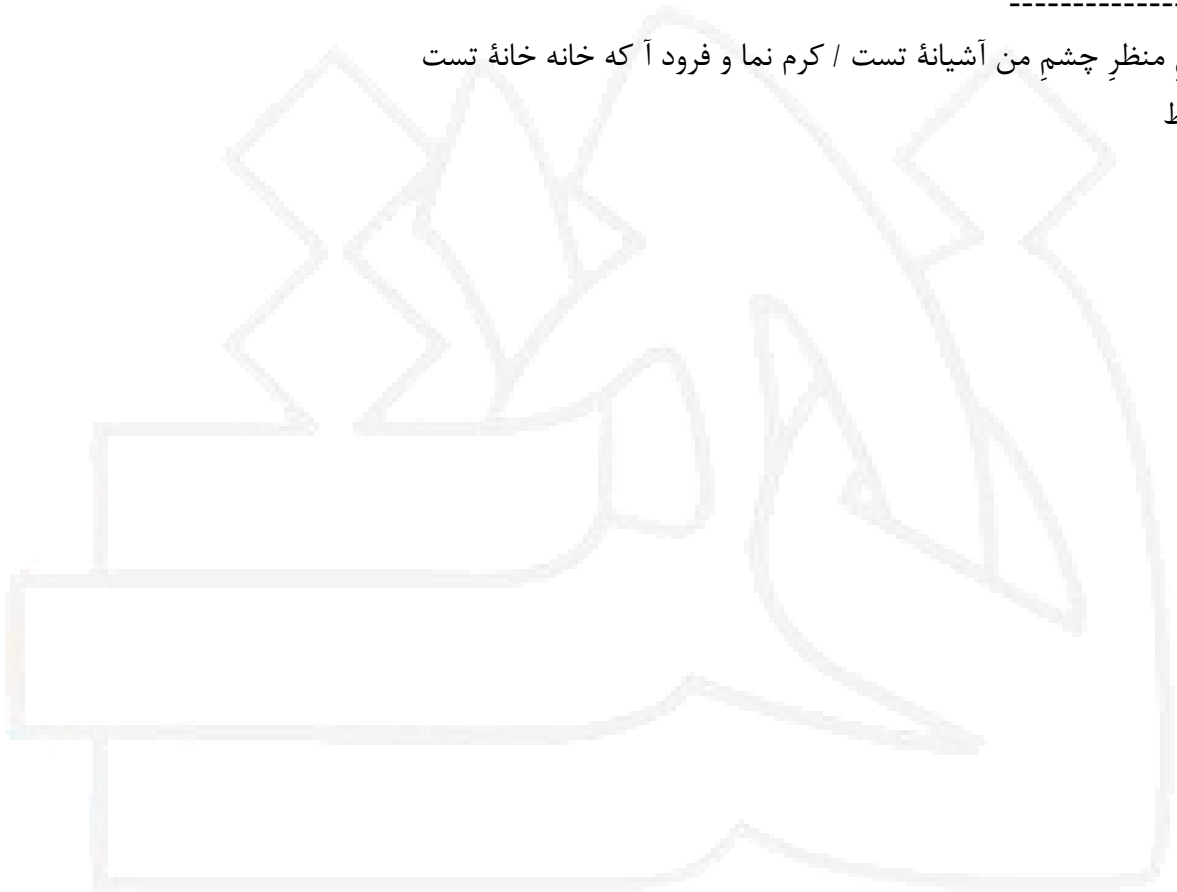 منظرِ چشمِ من آشیانهٔ تست / کرم نما و فرود آ که خانه خانهٔ تست